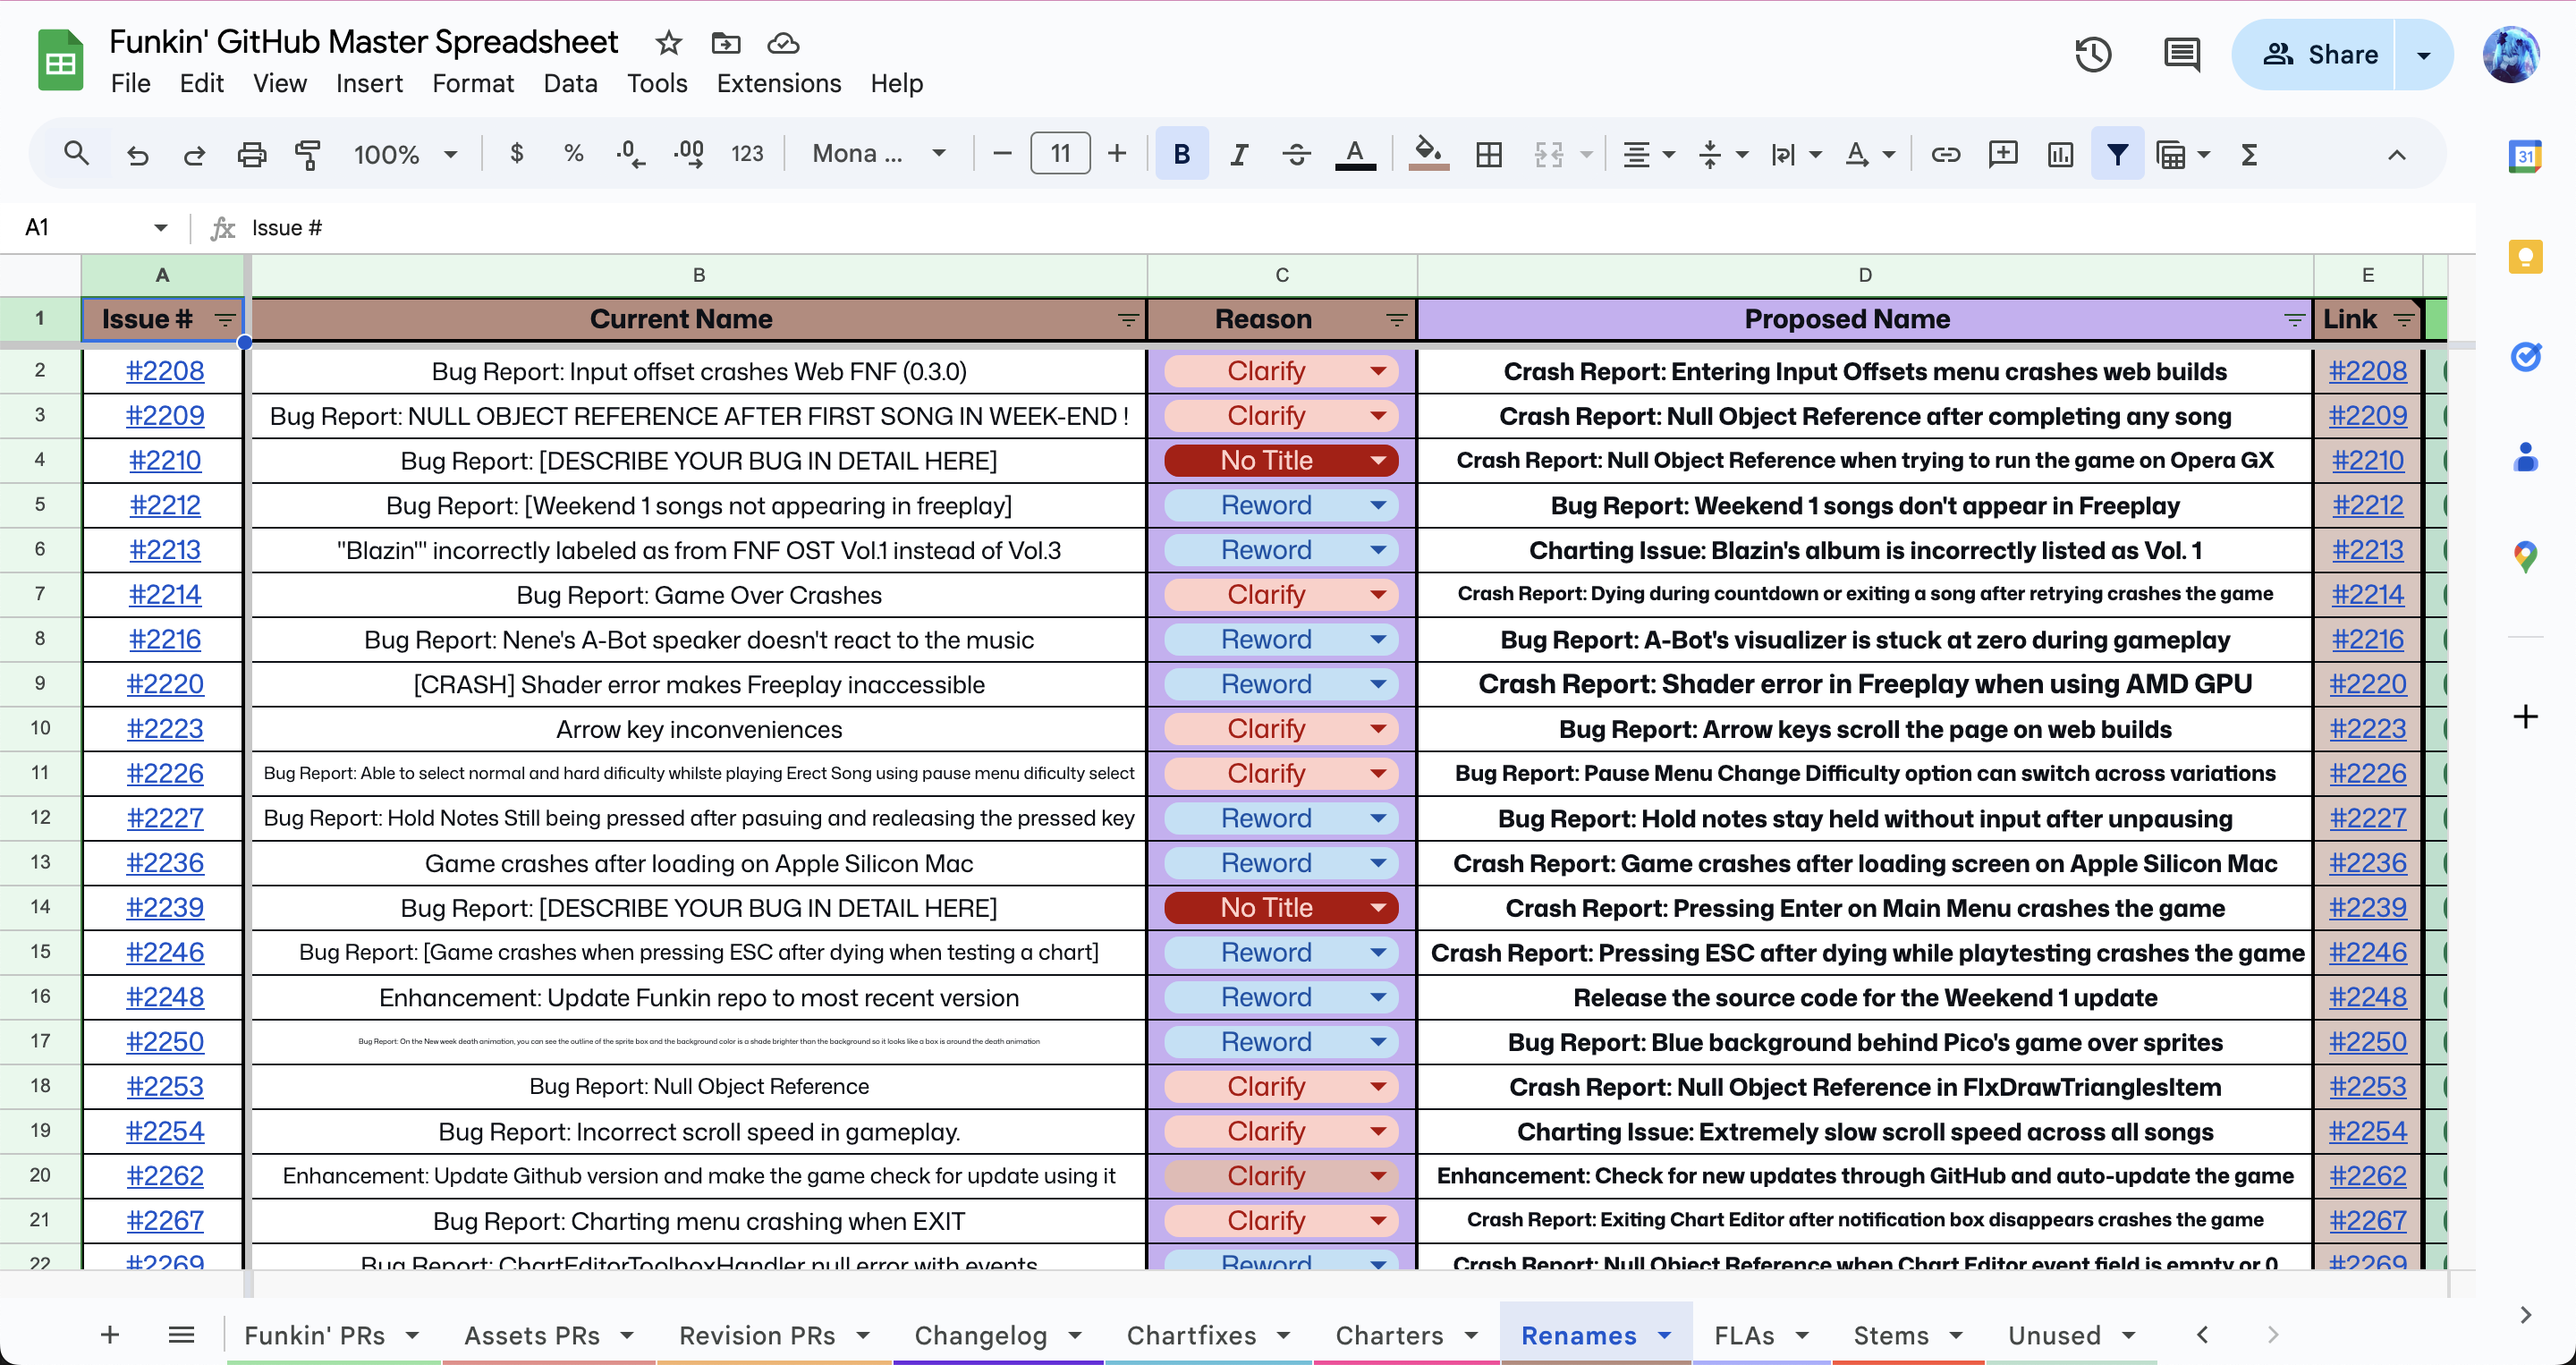 Funkin' GitHub Master Spreadsheet
File Edit View Insert Format Data Tools Extensions Help
Share
100% $ % .0 .00 123 Mona ... 11 B I A A 31
A1 fx Issue #
A B C D E
1 Issue # Current Name Reason Proposed Name Link
2 #2208 Bug Report: Input offset crashes Web FNF (0.3.0) Clarify Crash Report: Entering Input Offsets menu crashes web builds #2208
3 #2209 Bug Report: NULL OBJECT REFERENCE AFTER FIRST SONG IN WEEK-END ! Clarify Crash Report: Null Object Reference after completing any song #2209
4 #2210 Bug Report: [DESCRIBE YOUR BUG IN DETAIL HERE] No Title Crash Report: Null Object Reference when trying to run the game on Opera GX #2210
5 #2212 Bug Report: [Weekend 1 songs not appearing in freeplay] Reword Bug Report: Weekend 1 songs don't appear in Freeplay #2212
6 #2213 "Blazin'" incorrectly labeled as from FNF OST Vol.1 instead of Vol.3 Reword Charting Issue: Blazin's album is incorrectly listed as Vol. 1 #2213
7 #2214 Bug Report: Game Over Crashes Clarify Crash Report: Dying during countdown or exiting a song after retrying crashes the game #2214
8 #2216 Bug Report: Nene's A-Bot speaker doesn't react to the music Reword Bug Report: A-Bot's visualizer is stuck at zero during gameplay #2216
9 #2220 [CRASH] Shader error makes Freeplay inaccessible Reword Crash Report: Shader error in Freeplay when using AMD GPU #2220
10 #2223 Arrow key inconveniences Clarify Bug Report: Arrow keys scroll the page on web builds #2223
11 #2226 Bug Report: Able to select normal and hard dificulty whilste playing Erect Song using pause menu dificulty select Clarify Bug Report: Pause Menu Change Difficulty option can switch across variations #2226
12 #2227 Bug Report: Hold Notes Still being pressed after pasuing and realeasing the pressed key Reword Bug Report: Hold notes stay held without input after unpausing #2227
13 #2236 Game crashes after loading on Apple Silicon Mac Reword Crash Report: Game crashes after loading screen on Apple Silicon Mac #2236
14 #2239 Bug Report: [DESCRIBE YOUR BUG IN DETAIL HERE] No Title Crash Report: Pressing Enter on Main Menu crashes the game #2239
15 #2246 Bug Report: [Game crashes when pressing ESC after dying when testing a chart] Reword Crash Report: Pressing ESC after dying while playtesting crashes the game #2246
16 #2248 Enhancement: Update Funkin repo to most recent version Reword Release the source code for the Weekend 1 update #2248
17 #2250 Bug Report: On the New week death animation, you can see the outline of the sprite box and the background color is a shade brighter than the background so it looks like a box is around the death animation Reword Bug Report: Blue background behind Pico's game over sprites #2250
18 #2253 Bug Report: Null Object Reference Clarify Crash Report: Null Object Reference in FlxDrawTrianglesItem #2253
19 #2254 Bug Report: Incorrect scroll speed in gameplay. Clarify Charting Issue: Extremely slow scroll speed across all songs #2254
20 #2262 Enhancement: Update Github version and make the game check for update using it Clarify Enhancement: Check for new updates through GitHub and auto-update the game #2262
21 #2267 Bug Report: Charting menu crashing when EXIT Clarify Crash Report: Exiting Chart Editor after notification box disappears crashes the game #2267
22 #2269 Bug Report: ChartEditorToolboxHandler null error with events Reword Crash Report: Null Object Reference when Chart Editor event field is empty or 0 #2269
Funkin' PRs Assets PRs Revision PRs Changelog Chartfixes Charters Renames FLAs Stems Unused